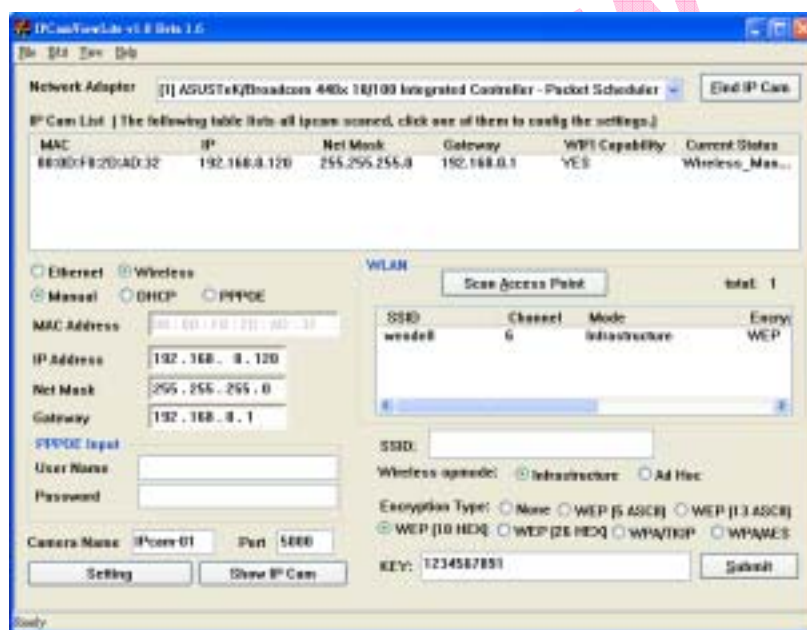 IPCamViewLite v1.0 Beta 1.6
File Edit View Help
Network Adapter [1] ASUSTeK/Broadcom 440x 10/100 Integrated Controller - Packet Scheduler Find IP Cam
IP Cam List [ The following table lists all ipcam scaned, click one of them to config the settings.]
MAC IP Net Mask Gateway WIFI Capability Current Status
192.168.0.120 255.255.255.0 192.168.0.1 YES Wireless_Man...
Ethernet Wireless
Manual DHCP PPPOE
MAC Address
IP Address 192 . 168 . 0 . 120
Net Mask 255 . 255 . 255 . 0
Gateway 192 . 168 . 0 . 1
PPPOE Input
User Name
Password
Camera Name IPcam-01 Port 5000
Setting Show IP Cam
WLAN
Scan Access Point total: 1
SSID Channel Mode Encryp
wendell 6 Infrastructure WEP
SSID:
Wireless opmode: Infrastructure Ad Hoc
Encryption Type: None WEP [5 ASCII] WEP [13 ASCII]
WEP [10 HEX] WEP [26 HEX] WPA/TKIP WPA/AES
KEY: 1234567891 Submit
Ready